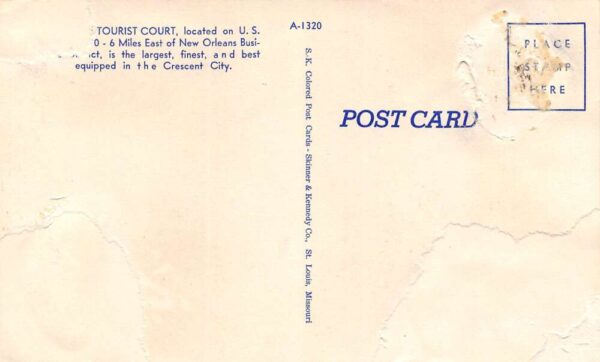 TOURIST COURT, located on U. S.
0 - 6 Miles East of New Orleans Busi-
ct, is the largest, finest, and best
equipped in the Crescent City.
A-1320
S. K. Colored Post Cards - Skinner & Kennedy Co., St. Louis, Missouri
POST CARD
PLACE
STAMP
HERE